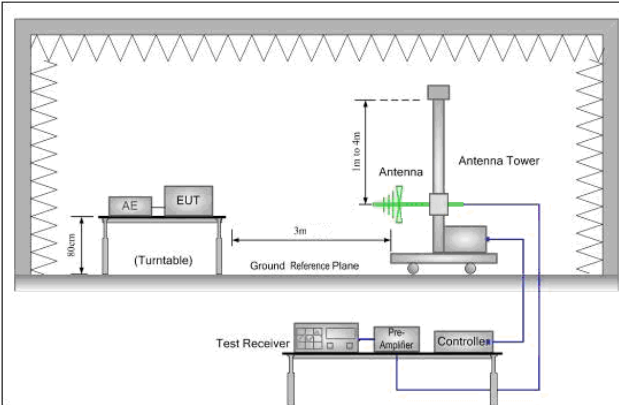 1m to 4m
Antenna
Antenna Tower
AE
EUT
80cm
(Turntable)
3m
Ground Reference Plane
Test Receiver
Pre-
Amplifier
Controller